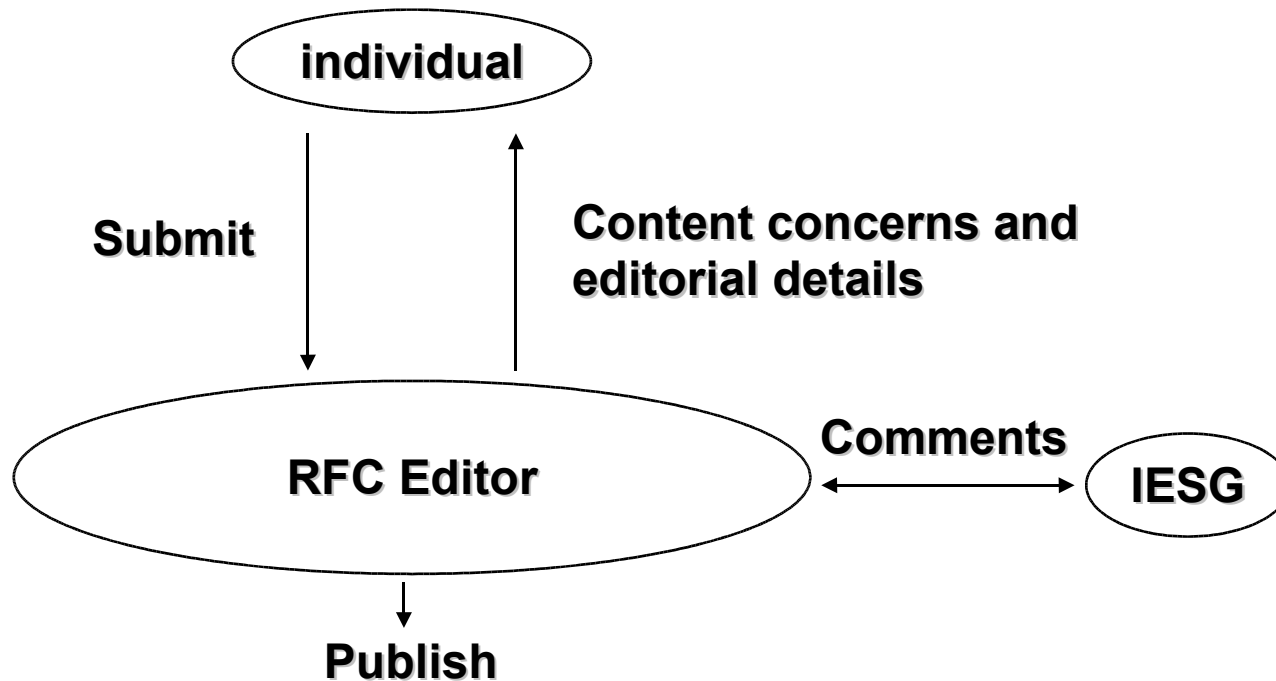 individual
Submit
Content concerns and
editorial details
Comments
RFC Editor
IESG
Publish